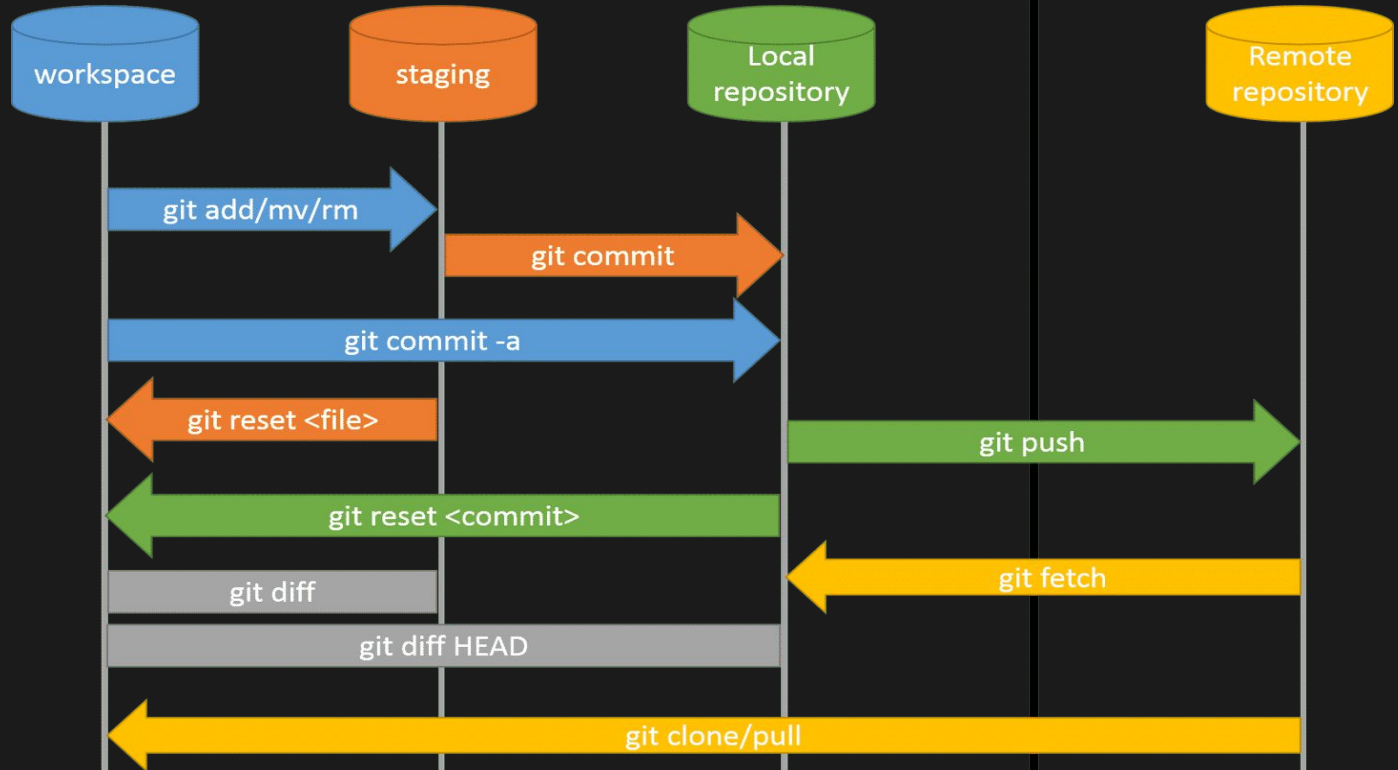 workspace
staging
Local
repository
Remote
repository
git add/mv/rm
git commit
git commit -a
git reset <file>
git push
git reset <commit>
git fetch
git diff
git diff HEAD
git clone/pull